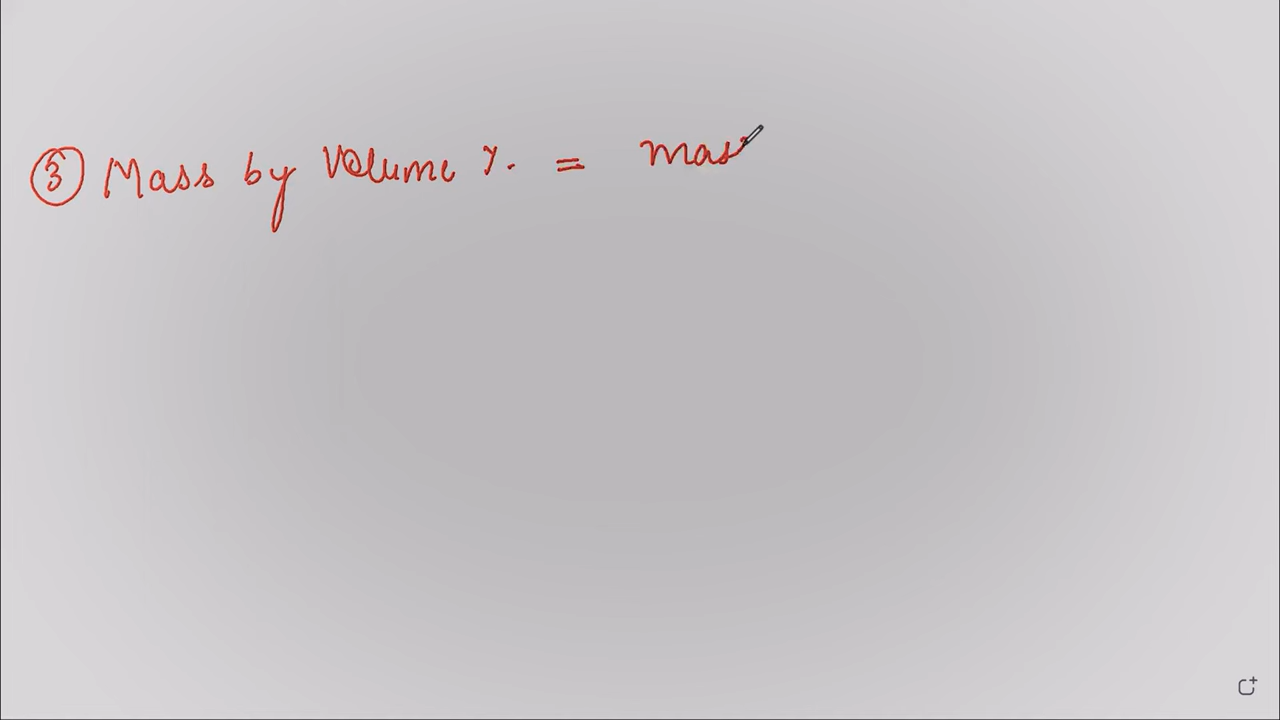 ③ Mass by Volume %. = mas